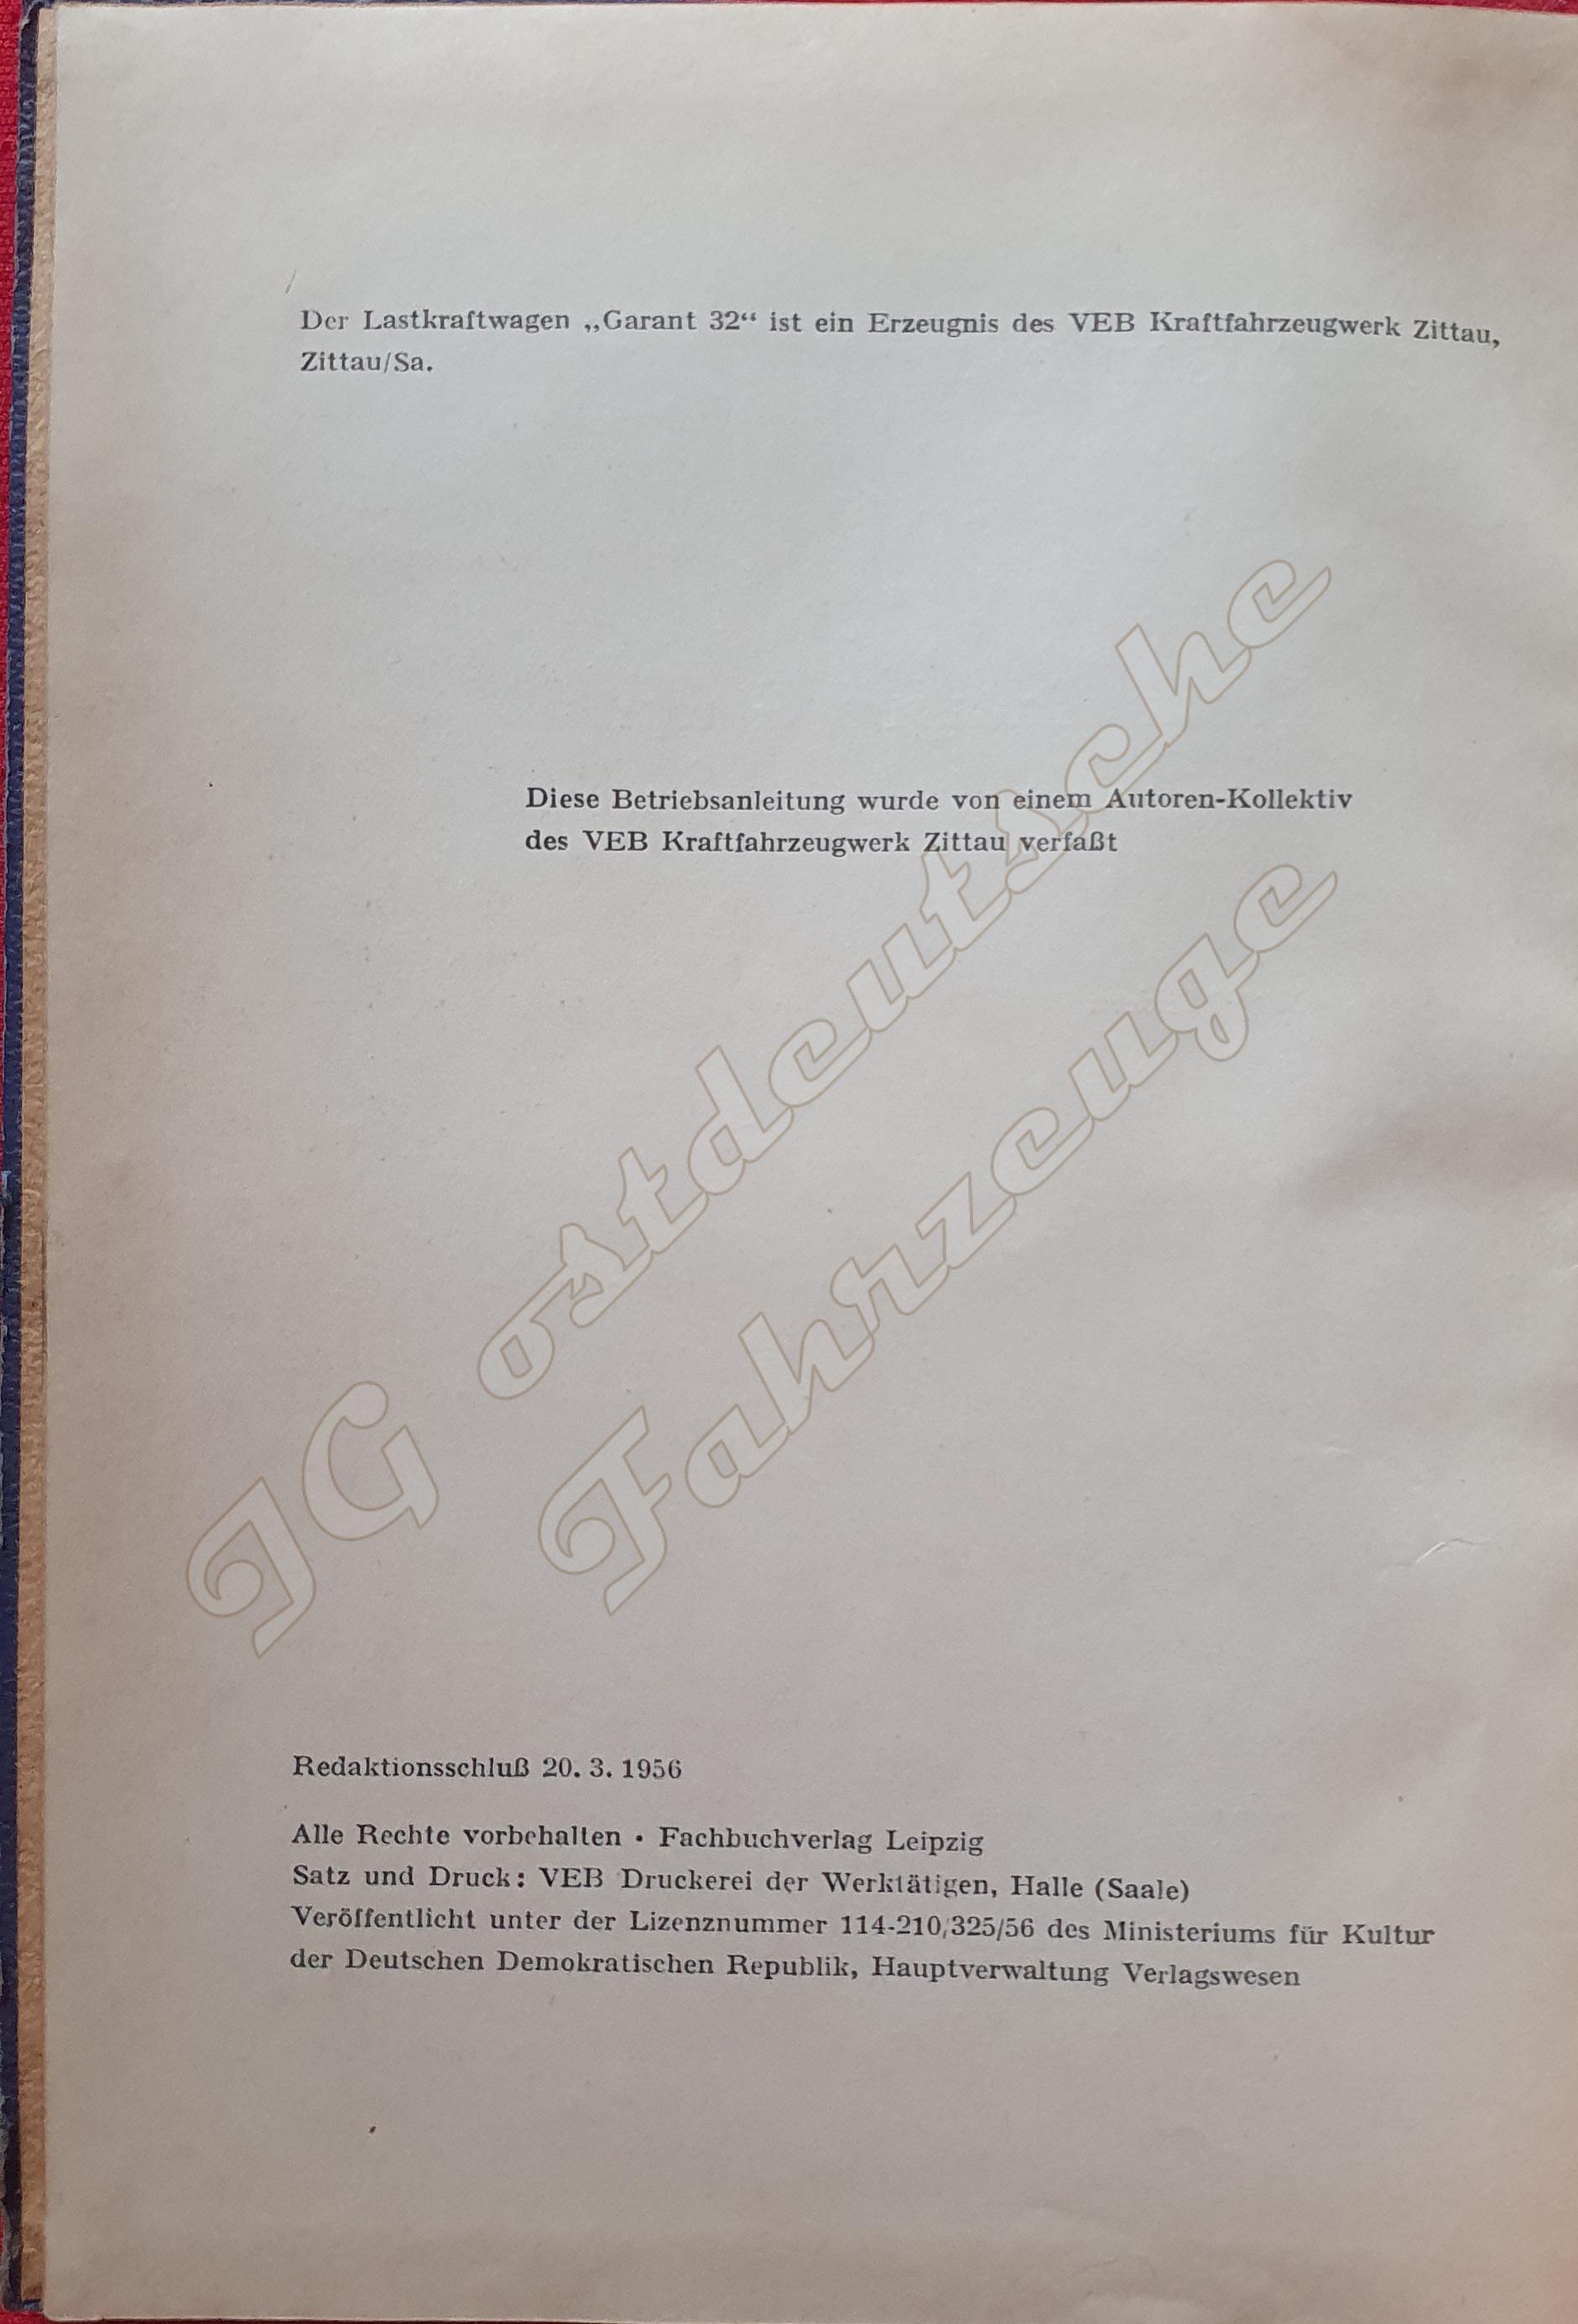 Der Lastkraftwagen „Garant 32“ ist ein Erzeugnis des VEB Kraftfahrzeugwerk Zittau,
Zittau/Sa.
Diese Betriebsanleitung wurde von einem Autoren-Kollektiv
des VEB Kraftfahrzeugwerk Zittau verfaßt
IG ostdeutsche
Fahrzeuge
Redaktionsschluß 20. 3. 1956
Alle Rechte vorbehalten • Fachbuchverlag Leipzig
Satz und Druck: VEB Druckerei der Werktätigen, Halle (Saale)
Veröffentlicht unter der Lizenznummer 114-210/325/56 des Ministeriums für Kultur
der Deutschen Demokratischen Republik, Hauptverwaltung Verlagswesen